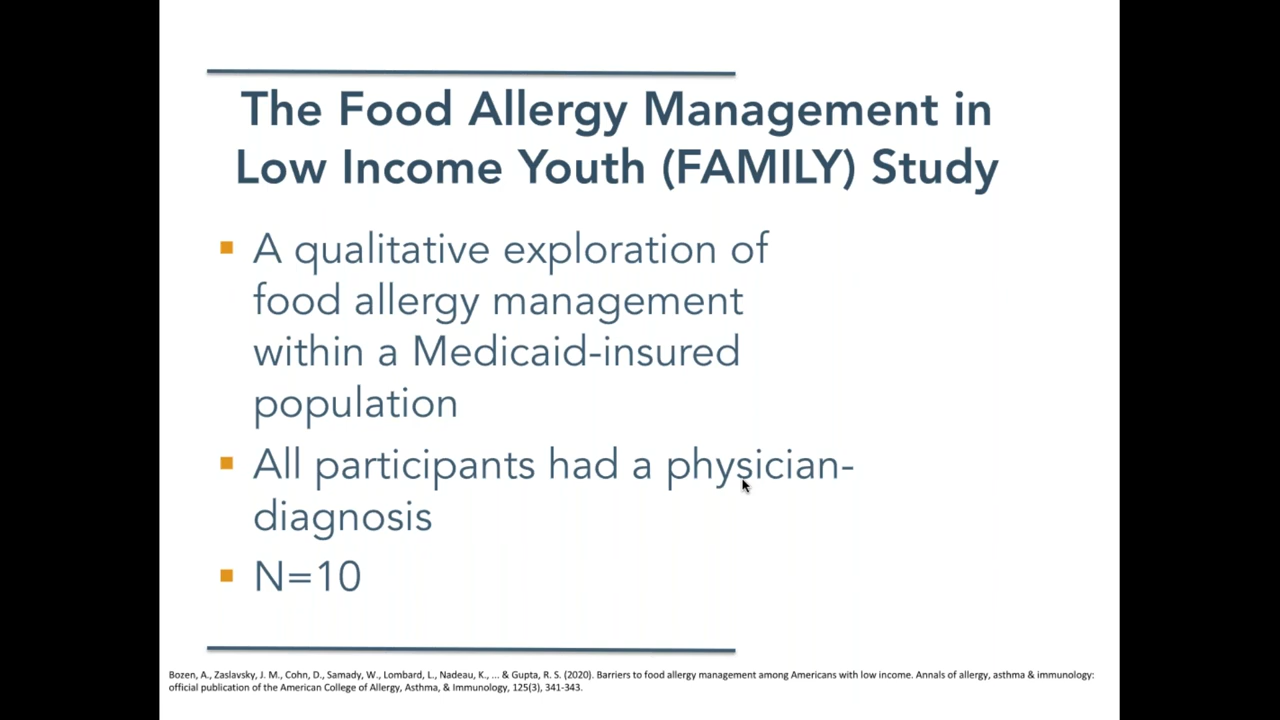 The Food Allergy Management in
Low Income Youth (FAMILY) Study
A qualitative exploration of
food allergy management
within a Medicaid-insured
population
All participants had a physician-
diagnosis
N=10
Bozen, A., Zaslavsky, J. M., Cohn, D., Samady, W., Lombard, L., Nadeau, K., ... & Gupta, R. S. (2020). Barriers to food allergy management among Americans with low income. Annals of allergy, asthma & immunology:
official publication of the American College of Allergy, Asthma, & Immunology, 125(3), 341-343.